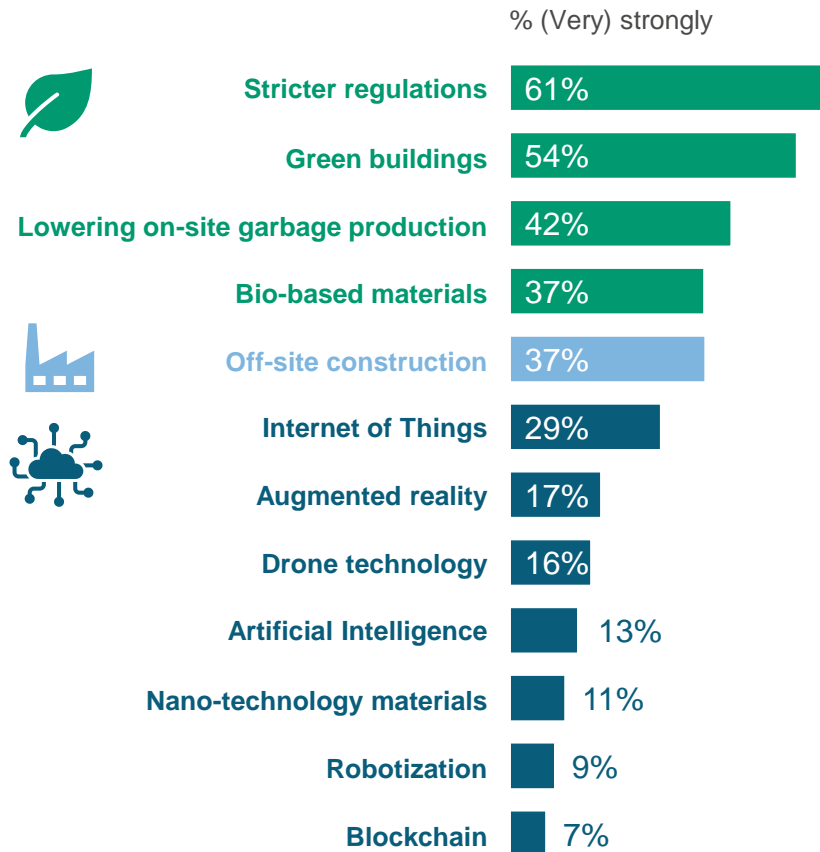 % (Very) strongly
Stricter regulations 61%
Green buildings 54%
Lowering on-site garbage production 42%
Bio-based materials 37%
Off-site construction 37%
Internet of Things 29%
Augmented reality 17%
Drone technology 16%
Artificial Intelligence 13%
Nano-technology materials 11%
Robotization 9%
Blockchain 7%